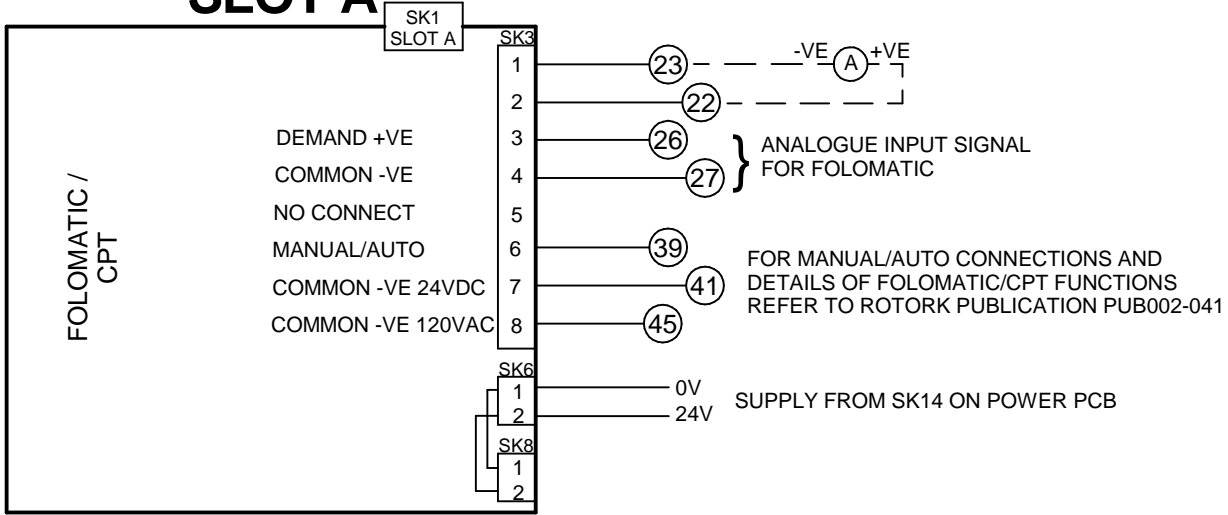 SLOT A
SK1
SLOT A
SK3
1
23
-VE
A
+VE
2
22
DEMAND +VE
3
26
ANALOGUE INPUT SIGNAL
FOR FOLOMATIC
COMMON -VE
4
27
NO CONNECT
5
MANUAL/AUTO
6
39
FOR MANUAL/AUTO CONNECTIONS AND
DETAILS OF FOLOMATIC/CPT FUNCTIONS
REFER TO ROTORK PUBLICATION PUB002-041
COMMON -VE 24VDC
7
41
COMMON -VE 120VAC
8
45
FOLOMATIC /
CPT
SK6
1
0V
2
24V
SUPPLY FROM SK14 ON POWER PCB
SK8
1
2